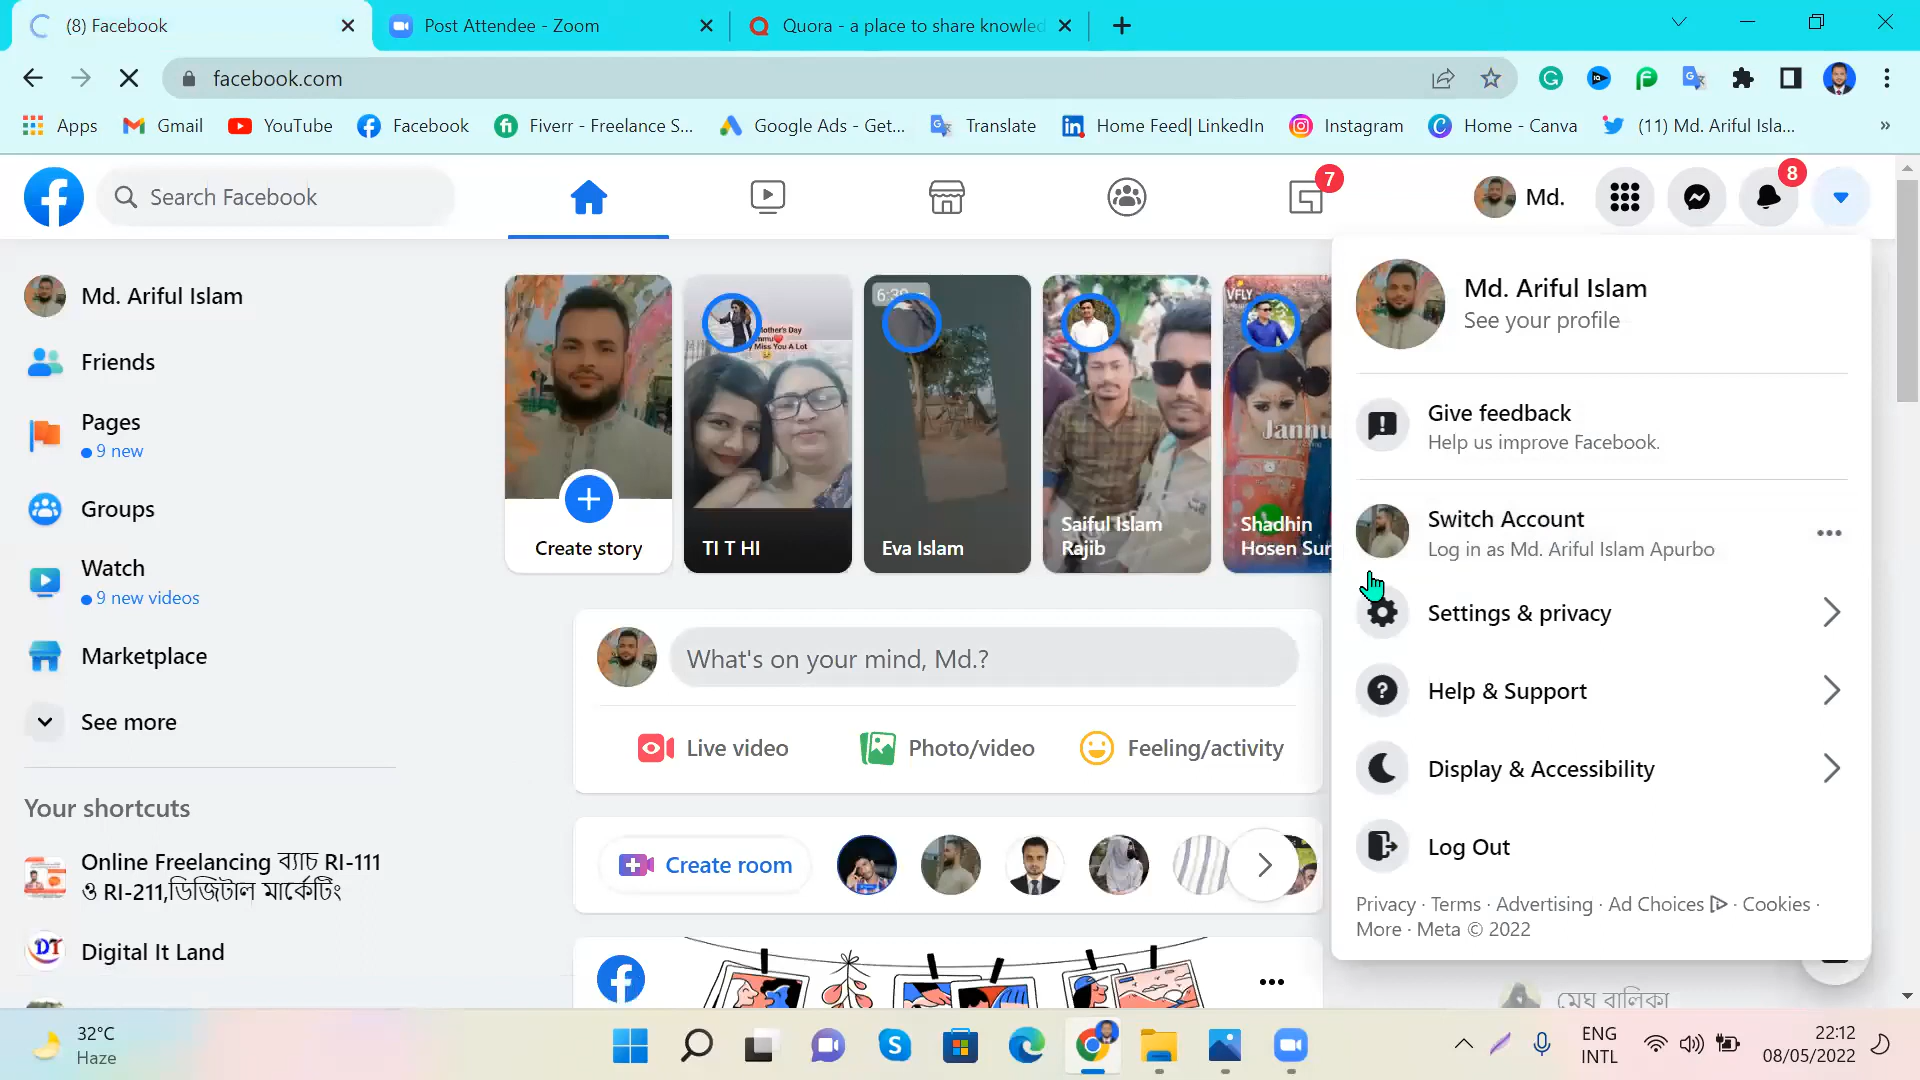 (8) Facebook
Post Attendee - Zoom
Quora - a place to share knowled
facebook.com
Apps
Gmail
YouTube
Facebook
Fiverr - Freelance S...
Google Ads - Get...
Translate
Home Feed| LinkedIn
Instagram
Home - Canva
(11) Md. Ariful Isla...
»
Search Facebook
7
Md.
8
Md. Ariful Islam
Friends
Pages
9 new
Groups
Watch
9 new videos
Marketplace
See more
Your shortcuts
Online Freelancing ব্যাচ RI-111
ও RI-211,ডিজিটাল মার্কেটিং
DT
Digital It Land
Create story
TI T HI
Eva Islam
Saiful Islam
Rajib
VFLY
Shadhin
What's on your mind, Md.?
Live video
Photo/video
Feeling/activity
Create room
Md. Ariful Islam
See your profile
Give feedback
Help us improve Facebook.
Switch Account
Log in as Md. Ariful Islam Apurbo
Settings & privacy
Help & Support
Display & Accessibility
Log Out
Privacy · Terms · Advertising · Ad Choices · Cookies ·
More · Meta © 2022
মেঘ বালিকা
32°C
Haze
ENG
INTL
22:12
08/05/2022